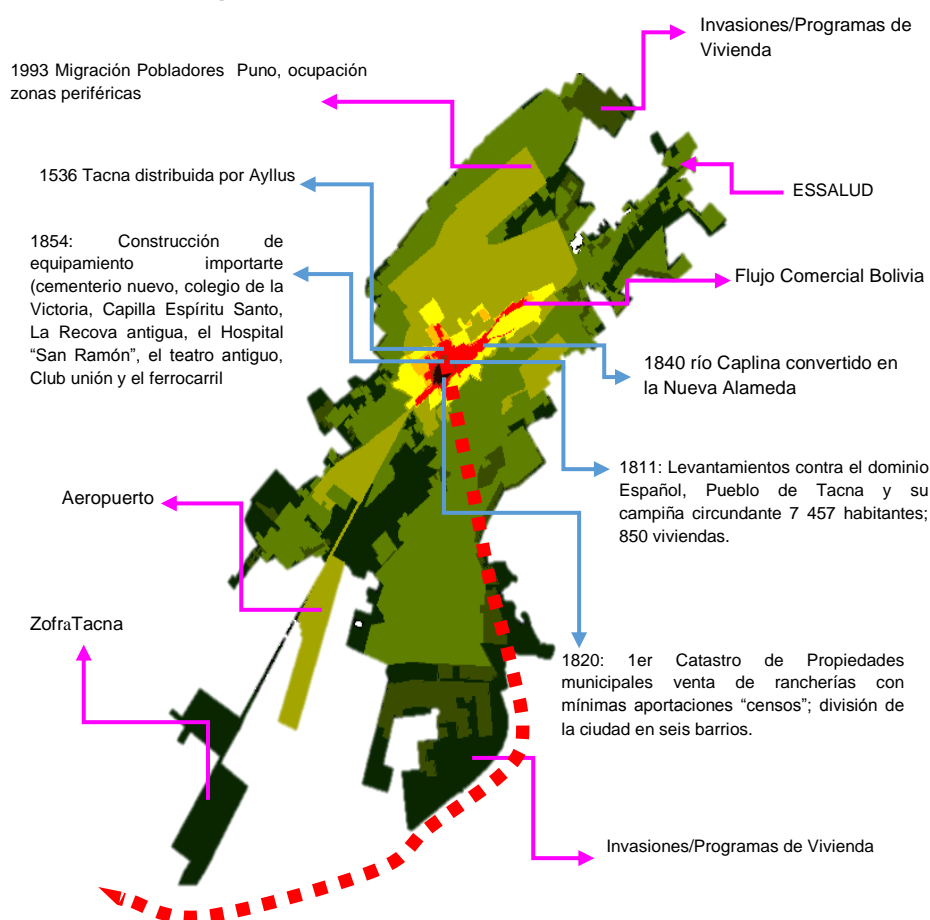 Invasiones/Programas de
Vivienda
1993 Migración Pobladores Puno, ocupación
zonas periféricas
1536 Tacna distribuida por Ayllus
ESSALUD
1854: Construcción de
equipamiento importarte
(cementerio nuevo, colegio de la
Victoria, Capilla Espíritu Santo,
La Recova antigua, el Hospital
“San Ramón”, el teatro antiguo,
Club unión y el ferrocarril
Flujo Comercial Bolivia
1840 río Caplina convertido en
la Nueva Alameda
1811: Levantamientos contra el dominio
Español, Pueblo de Tacna y su
campiña circundante 7 457 habitantes;
850 viviendas.
Aeropuerto
ZofraTacna
1820: 1er Catastro de Propiedades
municipales venta de rancherías con
mínimas aportaciones “censos”; división de
la ciudad en seis barrios.
Invasiones/Programas de Vivienda